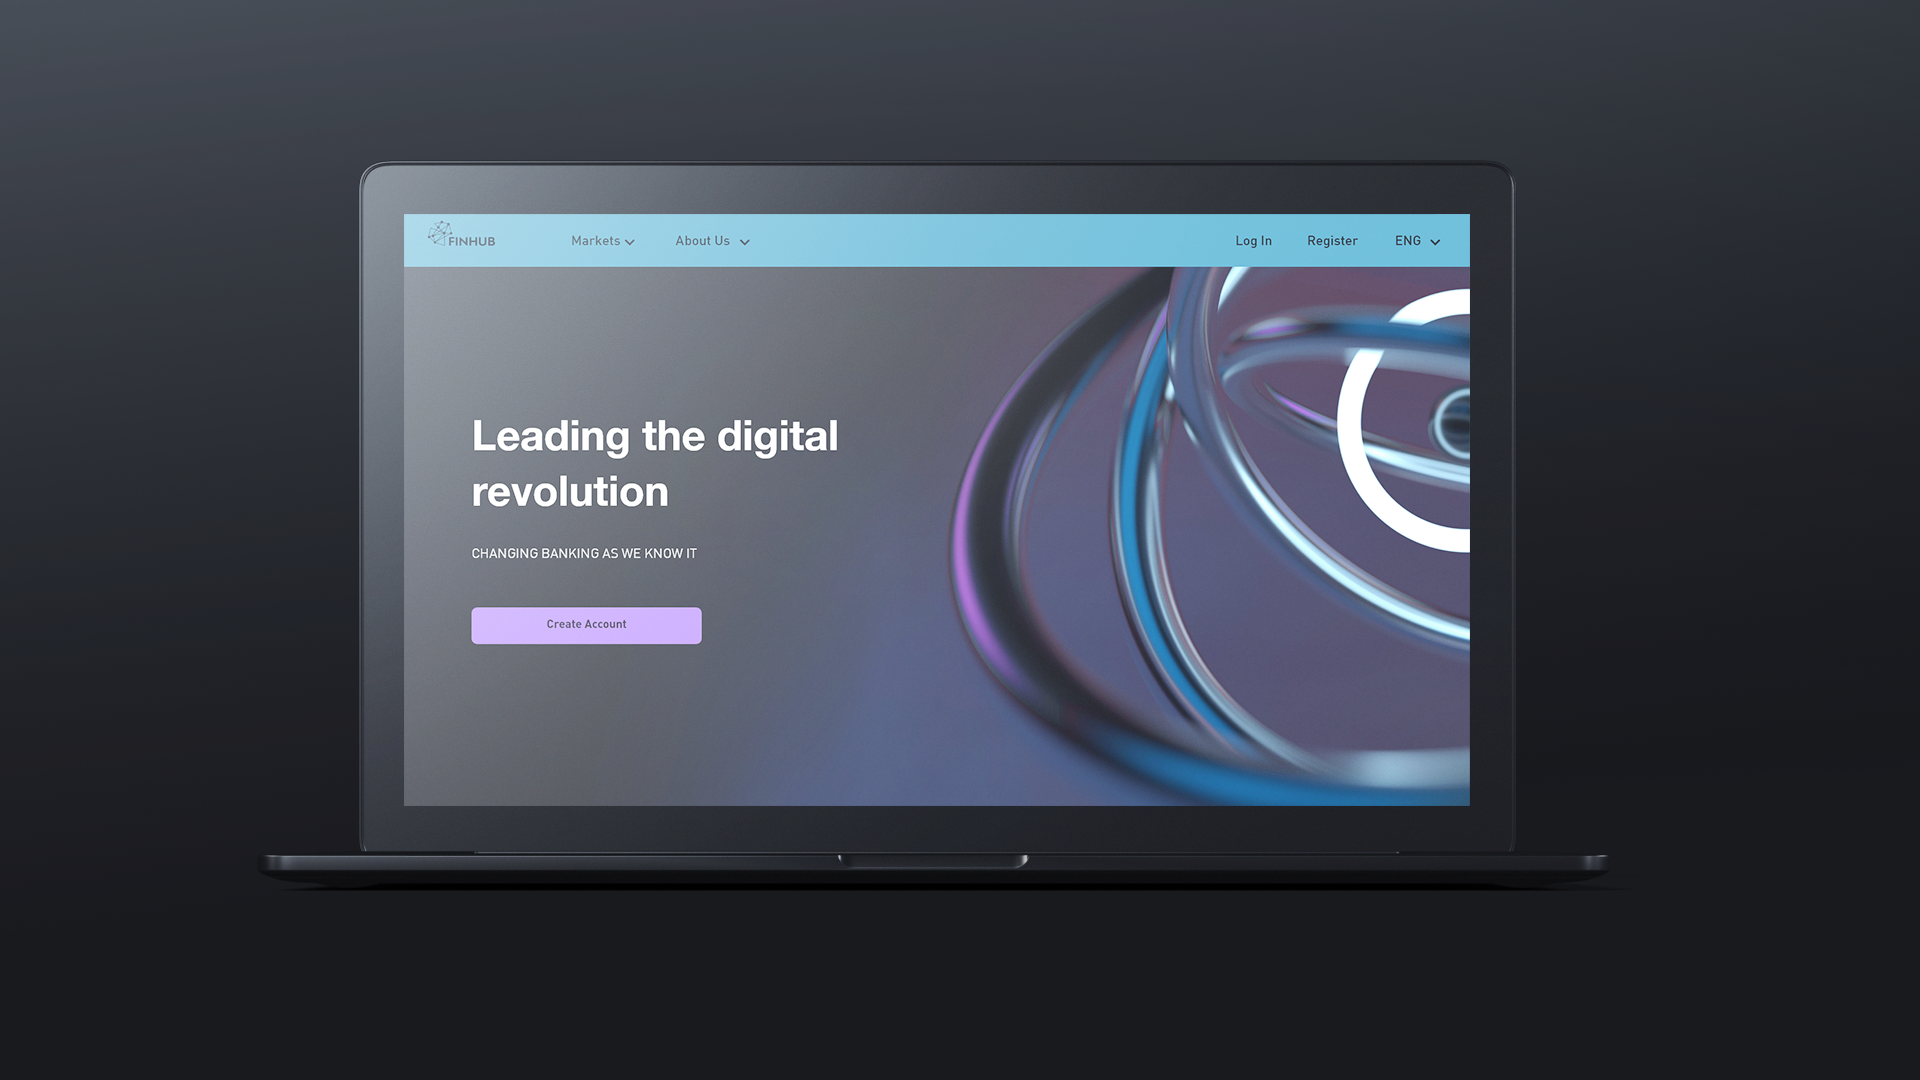 FINHUB
Markets
About Us
Log In
Register
ENG
Leading the digital
revolution
CHANGING BANKING AS WE KNOW IT
Create Account